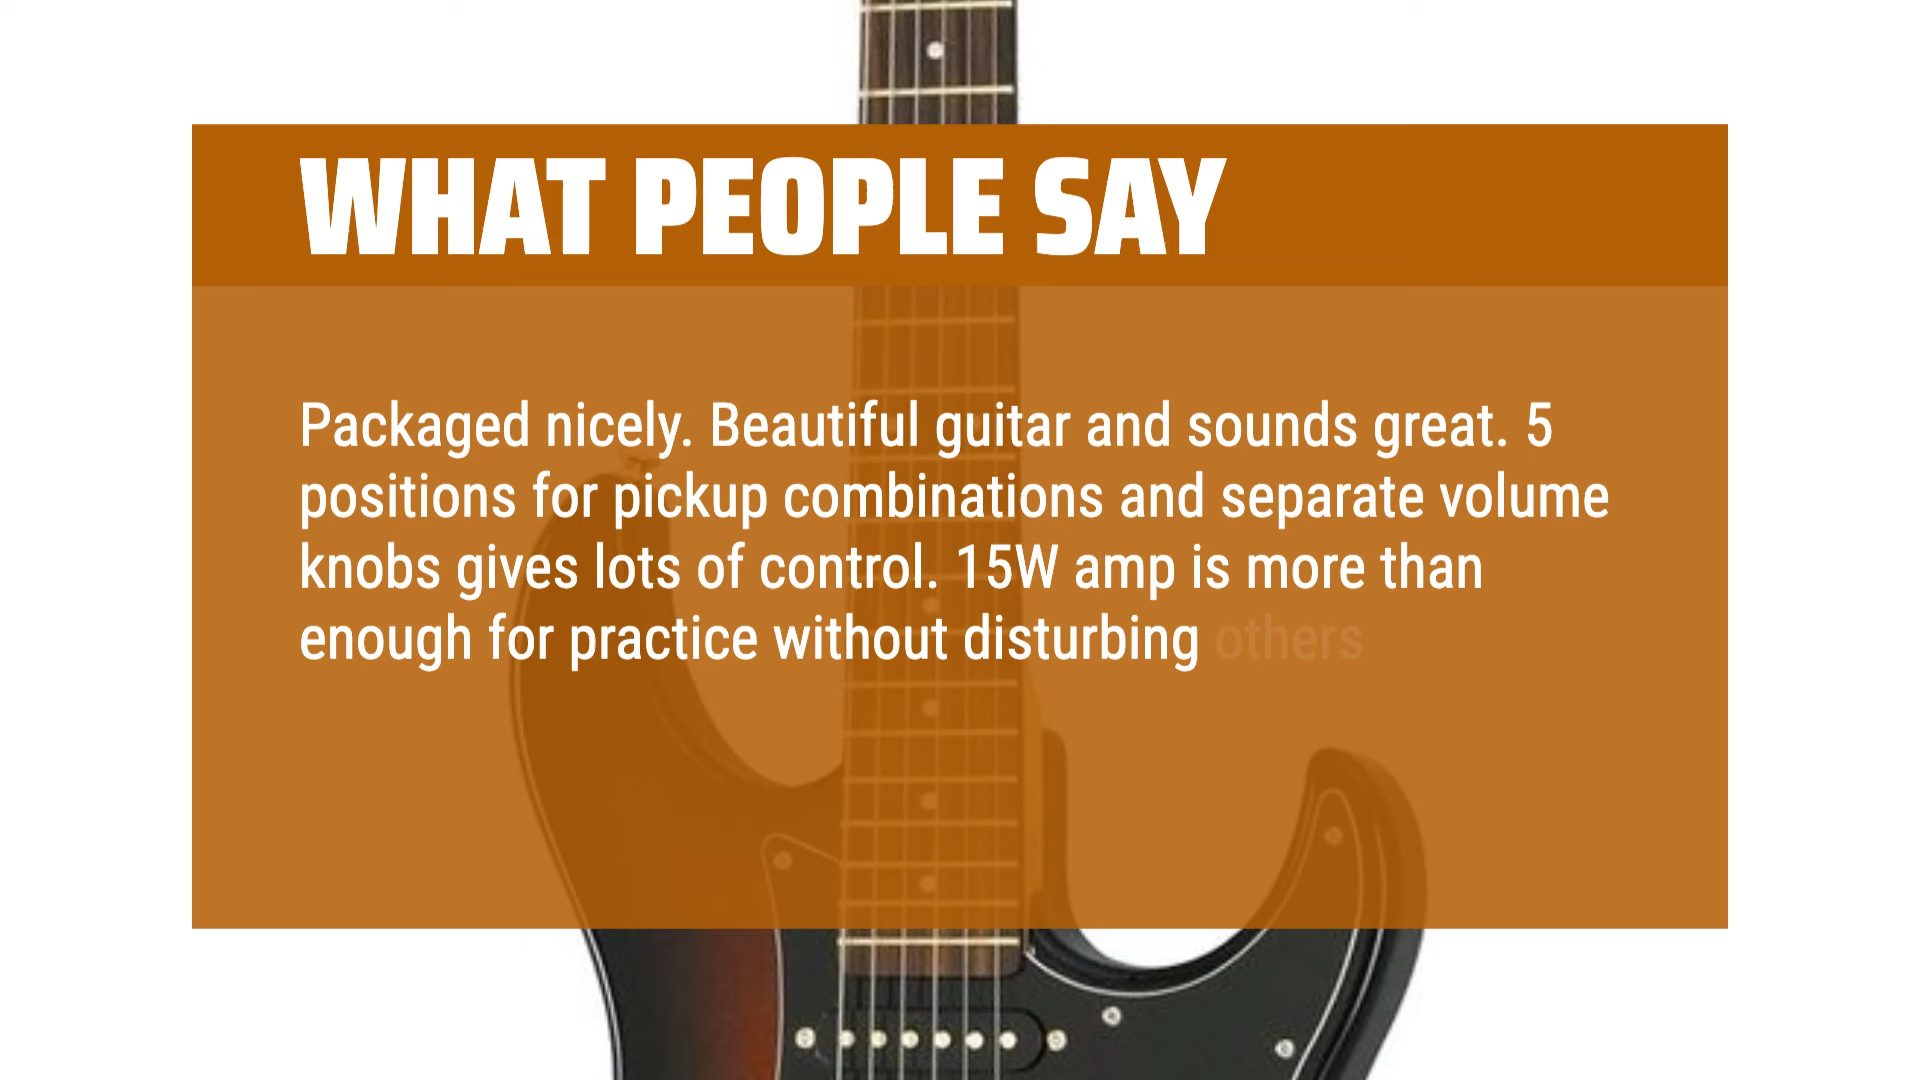 WHAT PEOPLE SAY
Packaged nicely. Beautiful guitar and sounds great. 5
positions for pickup combinations and separate volume
knobs gives lots of control. 15W amp is more than
enough for practice without disturbing others